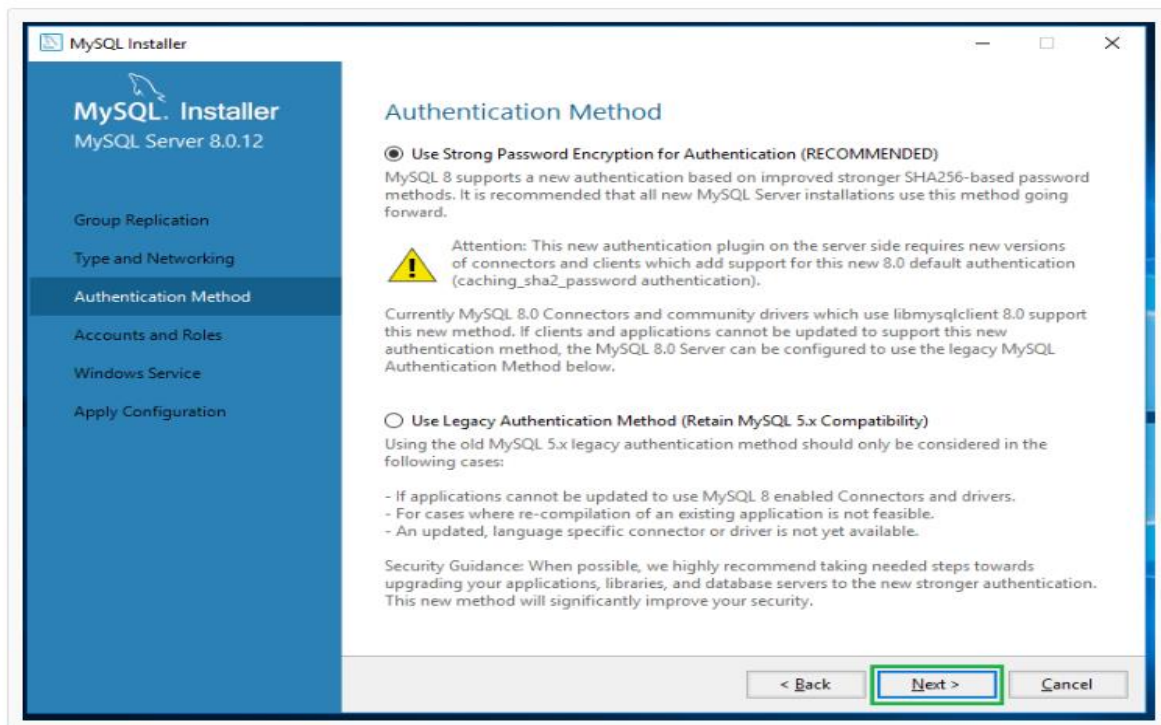 MySQL Installer
MySQL. Installer
MySQL Server 8.0.12
Group Replication
Type and Networking
Authentication Method
Accounts and Roles
Windows Service
Apply Configuration
Authentication Method
Use Strong Password Encryption for Authentication (RECOMMENDED)
MySQL 8 supports a new authentication based on improved stronger SHA256-based password
methods. It is recommended that all new MySQL Server installations use this method going
forward.
Attention: This new authentication plugin on the server side requires new versions
of connectors and clients which add support for this new 8.0 default authentication
(caching_sha2_password authentication).
Currently MySQL 8.0 Connectors and community drivers which use libmysqlclient 8.0 support
this new method. If clients and applications cannot be updated to support this new
authentication method, the MySQL 8.0 Server can be configured to use the legacy MySQL
Authentication Method below.
Use Legacy Authentication Method (Retain MySQL 5.x Compatibility)
Using the old MySQL 5.x legacy authentication method should only be considered in the
following cases:
- If applications cannot be updated to use MySQL 8 enabled Connectors and drivers.
- For cases where re-compilation of an existing application is not feasible.
- An updated, language specific connector or driver is not yet available.
Security Guidance: When possible, we highly recommend taking needed steps towards
upgrading your applications, libraries, and database servers to the new stronger authentication.
This new method will significantly improve your security.
< Back Next > Cancel